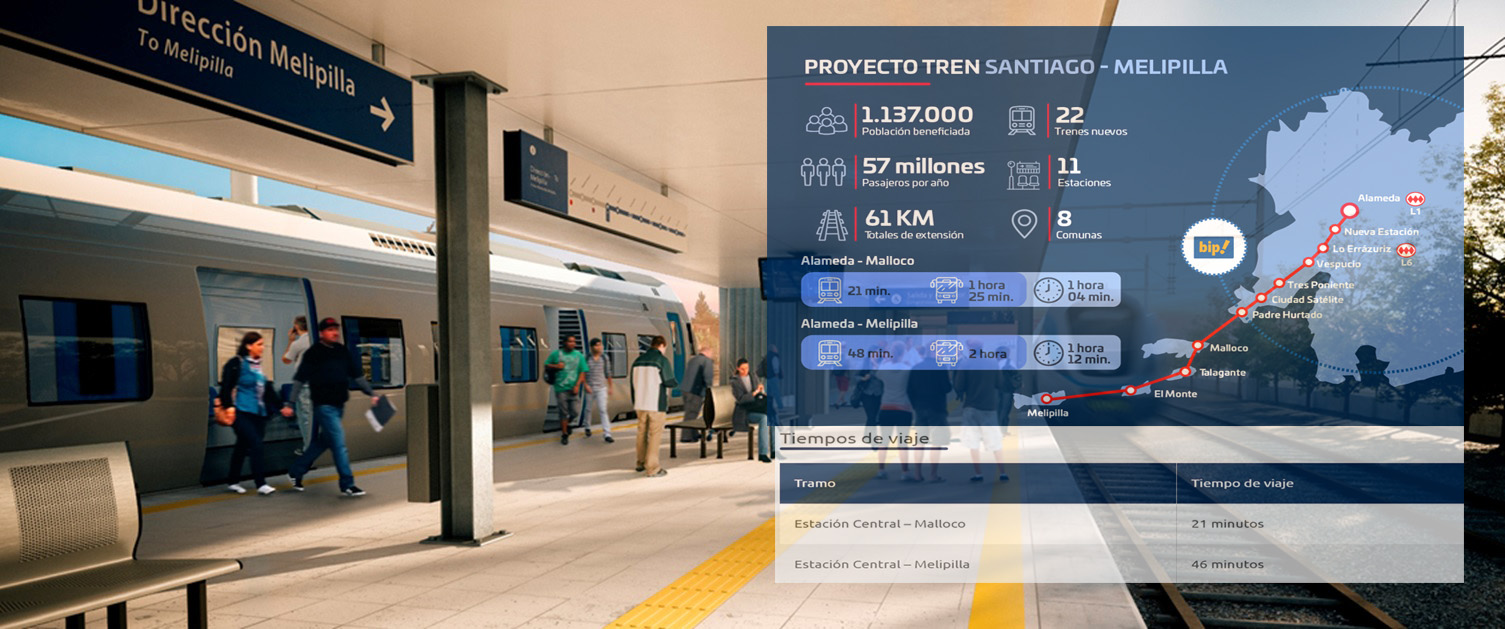 Dirección Melipilla
To Melipilla
Dirección
Melipilla
PROYECTO TREN SANTIAGO - MELIPILLA
1.137.000
Población beneficiada
22
Trenes nuevos
57 millones
Pasajeros por año
11
Estaciones
61 KM
Totales de extensión
8
Comunas
Alameda - Malloco
21 min.
1 hora
25 min.
1 hora
04 min.
Alameda - Melipilla
48 min.
2 hora
1 hora
12 min.
bip!
Alameda
L1
Nueva Estación
Lo Errázuriz
L6
Vespucio
Tres Poniente
Ciudad Satélite
Padre Hurtado
Malloco
Talagante
El Monte
Melipilla
Tiempos de viaje
Tramo
Tiempo de viaje
Estación Central – Malloco
21 minutos
Estación Central – Melipilla
46 minutos